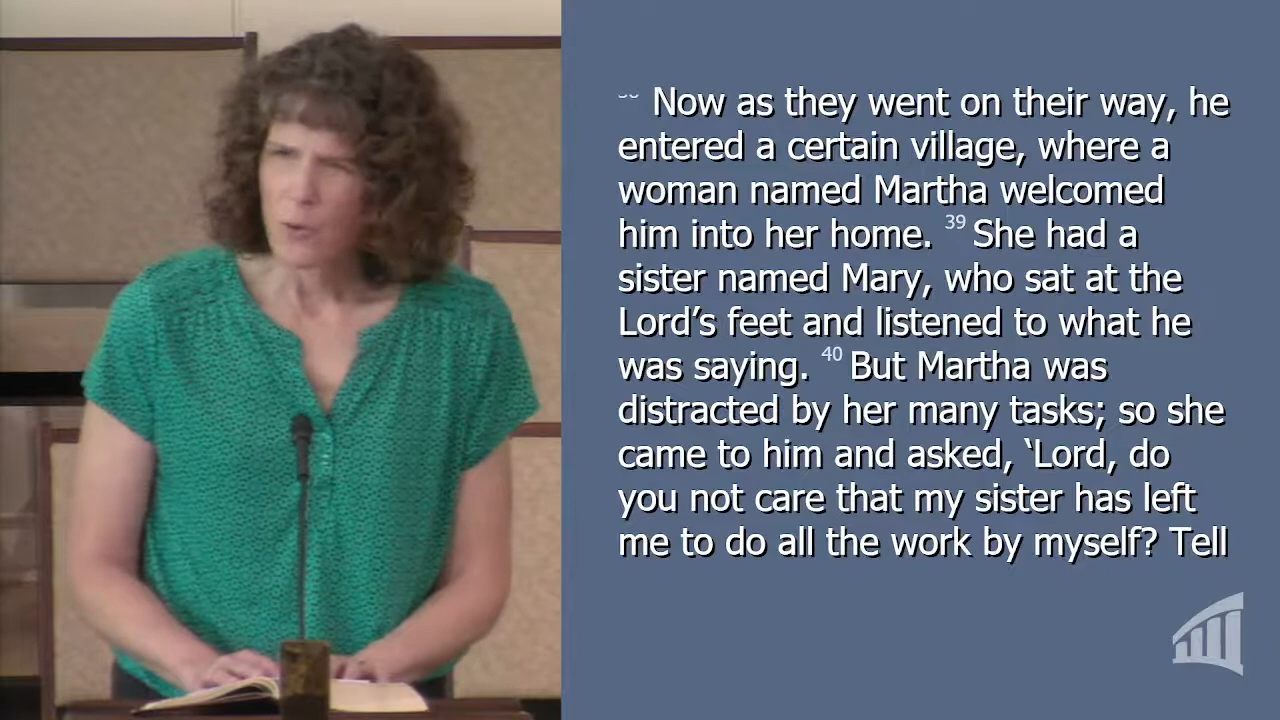 Now as they went on their way, he
entered a certain village, where a
woman named Martha welcomed
him into her home. 39 She had a
sister named Mary, who sat at the
Lord’s feet and listened to what he
was saying. 40 But Martha was
distracted by her many tasks; so she
came to him and asked, ‘Lord, do
you not care that my sister has left
me to do all the work by myself? Tell